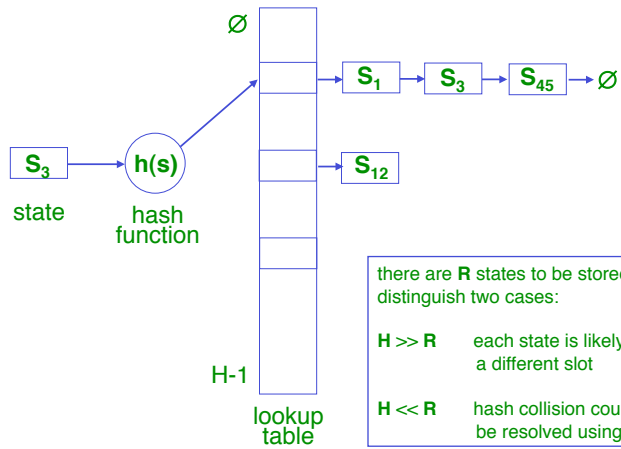 ∅
S1 S3 S45 ∅
S3 h(s)
S12
state hash
function
H-1
lookup
table
there are R states to be stored
distinguish two cases:
H >> R each state is likely
a different slot
H << R hash collision cou
be resolved using